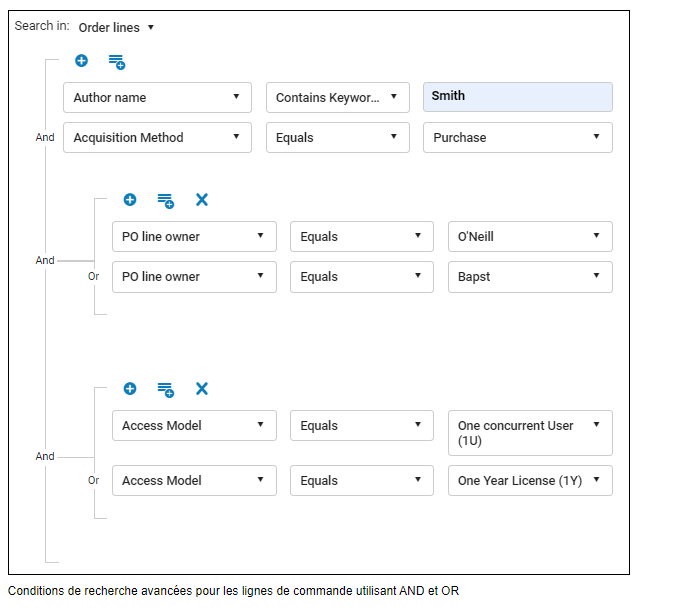 Search in: Order lines
Author name Contains Keywor... Smith
And Acquisition Method Equals Purchase
And
PO line owner Equals O'Neill
Or PO line owner Equals Bapst
And
Access Model Equals One concurrent User
(1U)
Or Access Model Equals One Year License (1Y)
Conditions de recherche avancées pour les lignes de commande utilisant AND et OR